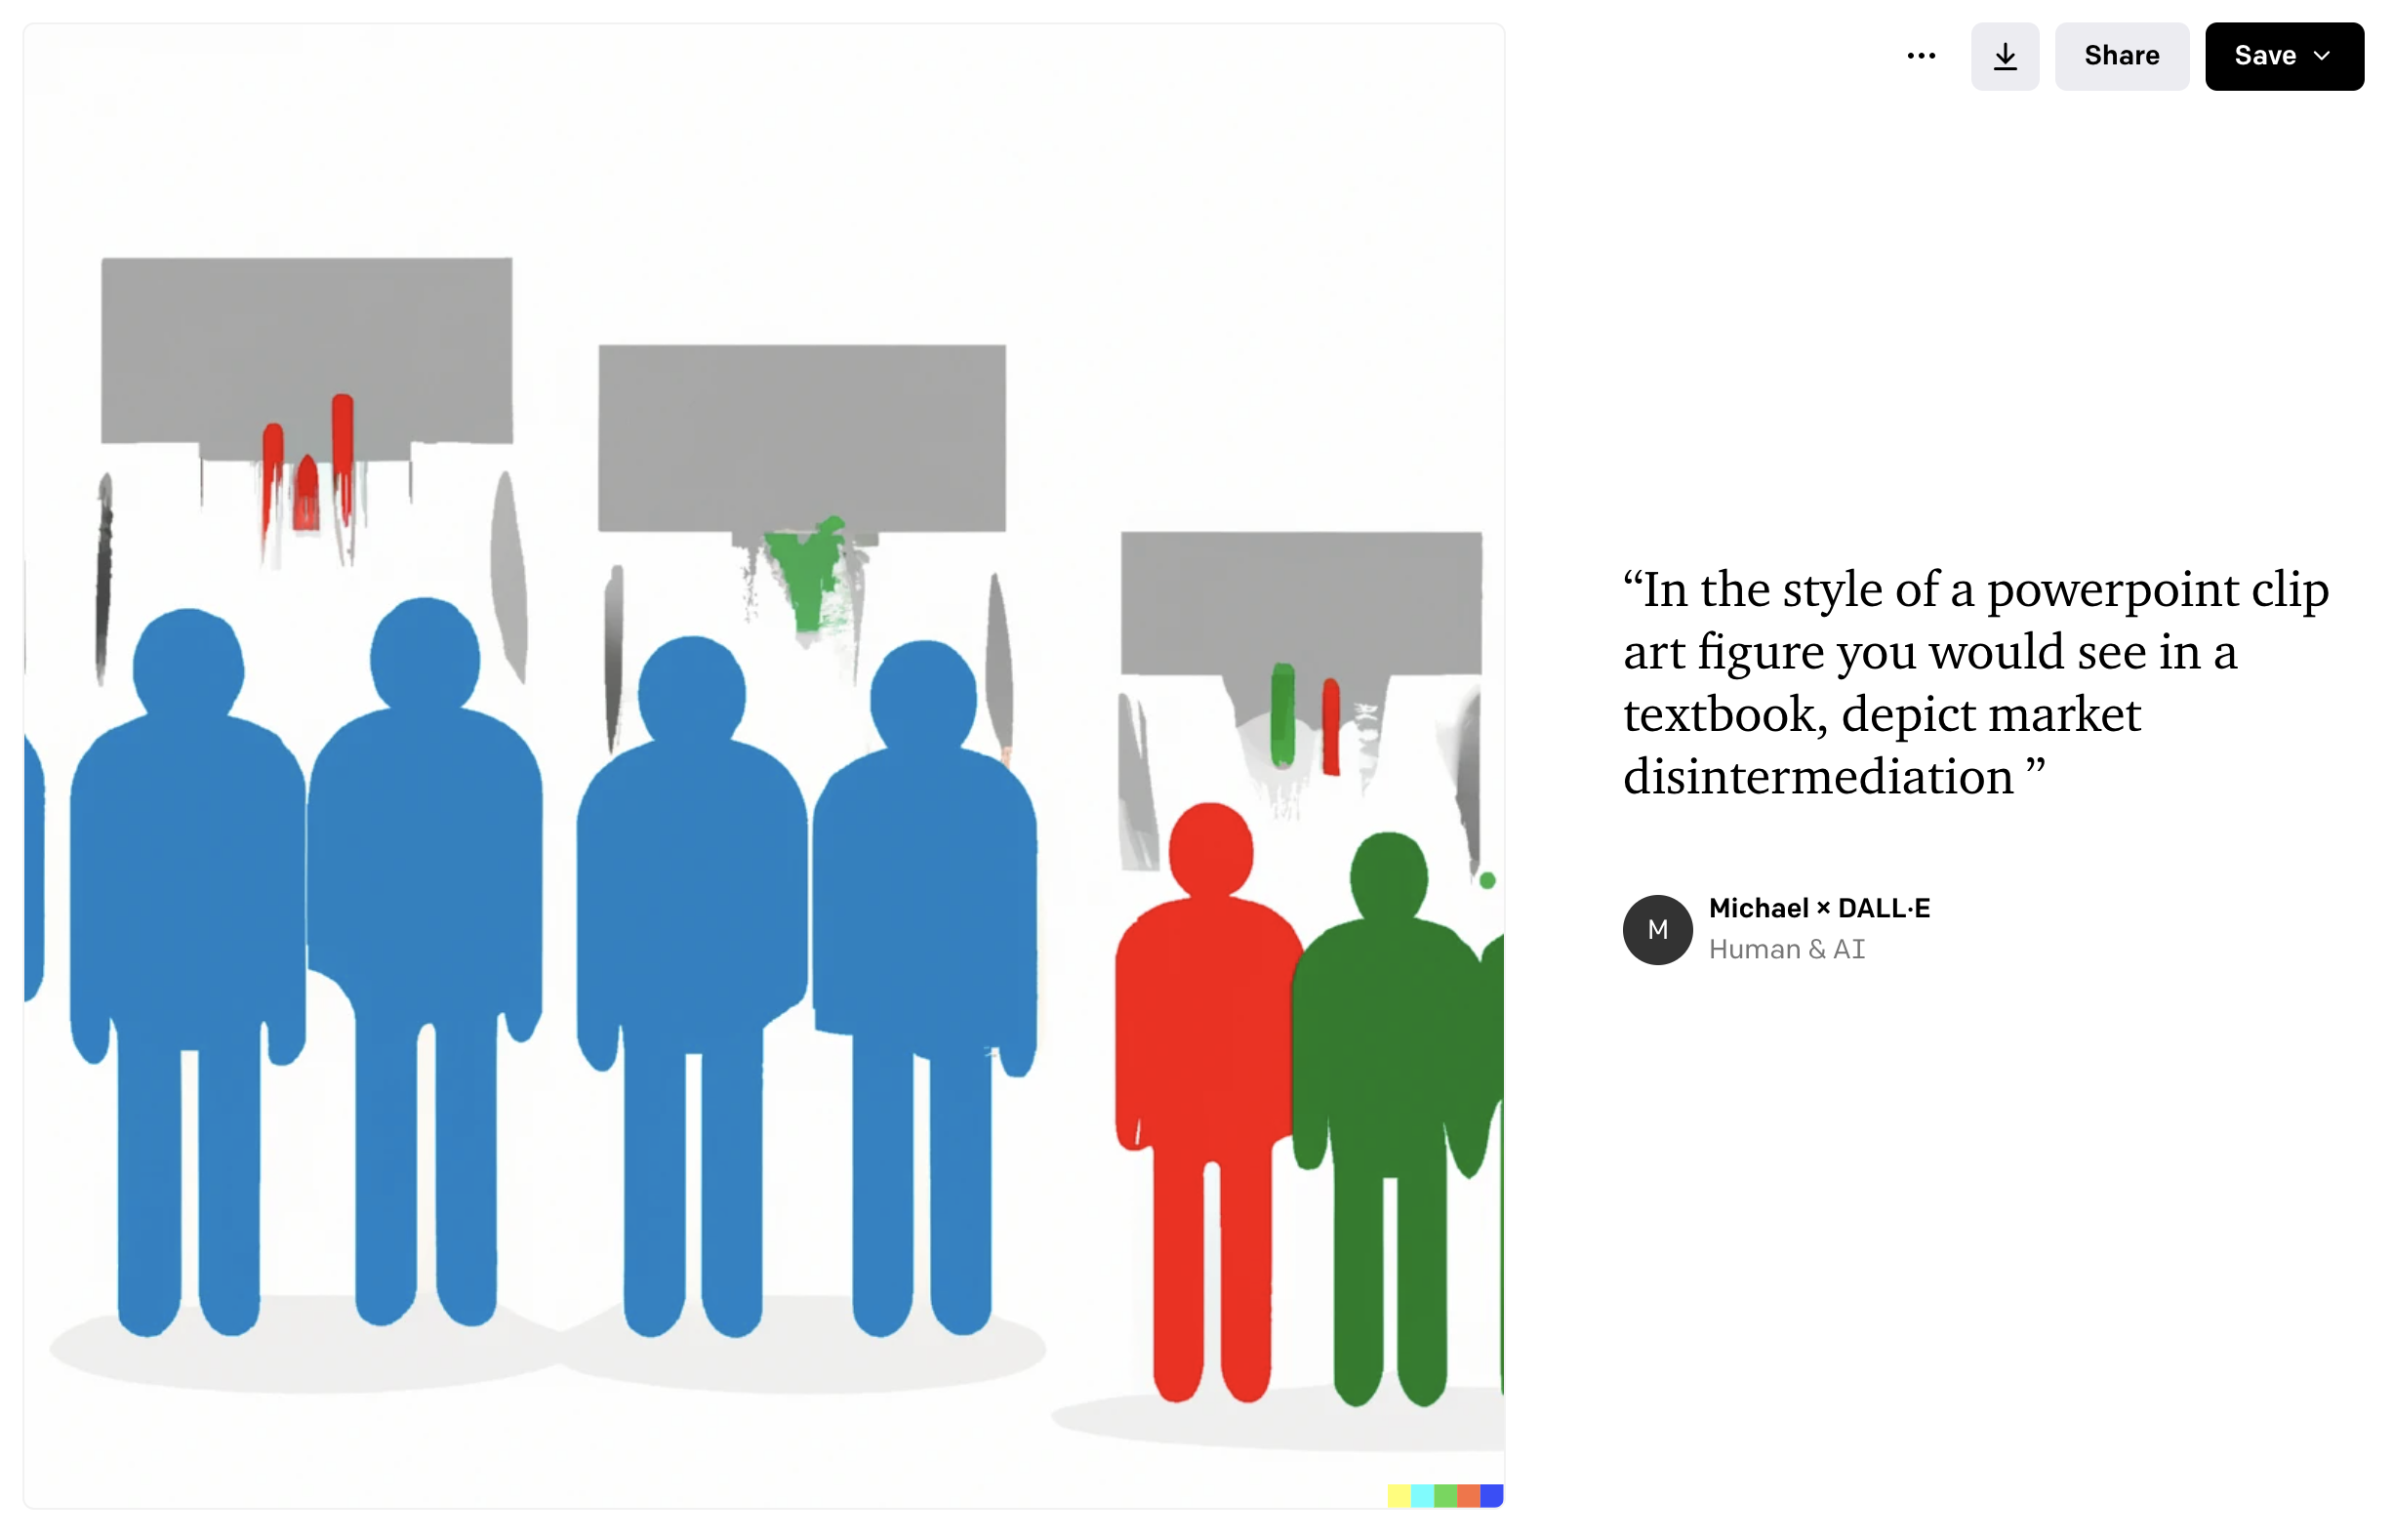 Share
Save
“In the style of a powerpoint clip
art figure you would see in a
textbook, depict market
disintermediation ”
M
Michael × DALL·E
Human & AI